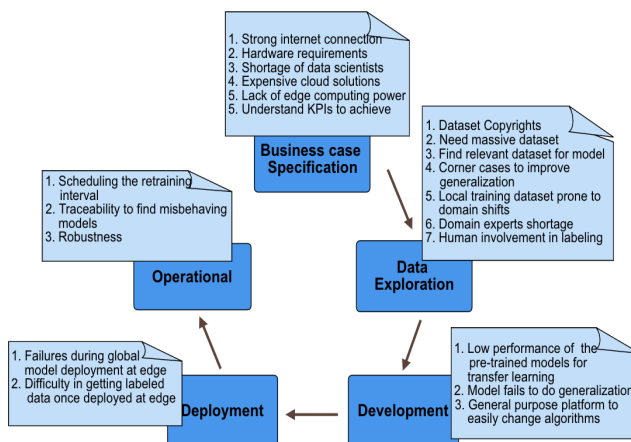 1. Strong internet connection
2. Hardware requirements
3. Shortage of data scientists
4. Expensive cloud solutions
5. Lack of edge computing power
5. Understand KPIs to achieve
Business case
Specification
1. Dataset Copyrights
2. Need massive dataset
3. Find relevant dataset for model
4. Corner cases to improve
generalization
5. Local training dataset prone to
domain shifts
6. Domain experts shortage
7. Human involvement in labeling
Data
Exploration
1. Low performance of the
pre-trained models for
transfer learning
2. Model fails to do generalization
3. General purpose platform to
easily change algorithms
Development
1. Failures during global
model deployment at edge
2. Difficulty in getting labeled
data once deployed at edge
Deployment
1. Scheduling the retraining
interval
2. Traceability to find misbehaving
models
3. Robustness
Operational